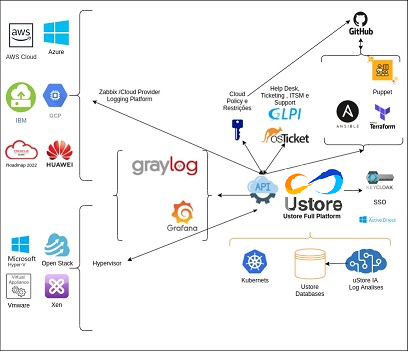 aws
AWS Cloud
Azure
GitHub
Zabbix /Cloud Provider
Logging Platform
Cloud
Policy e
Restrições
Help Desk,
Ticketing , ITSM e
Support
GLPI
osTicket
Puppet
IBM
GCP
ANSIBLE
Terraform
ORACLE
Roadmap 2022
HUAWEI
graylog
Grafana
API
Ustore
Ustore Full Platform
KEYCLOAK
SSO
Active Direct
Microsoft
Hyper-V
Open Stack
Hypervisor
Virtual
Appliance
Vmware
Xen
Kubernets
Ustore
Databases
uStore IA
Log Analises